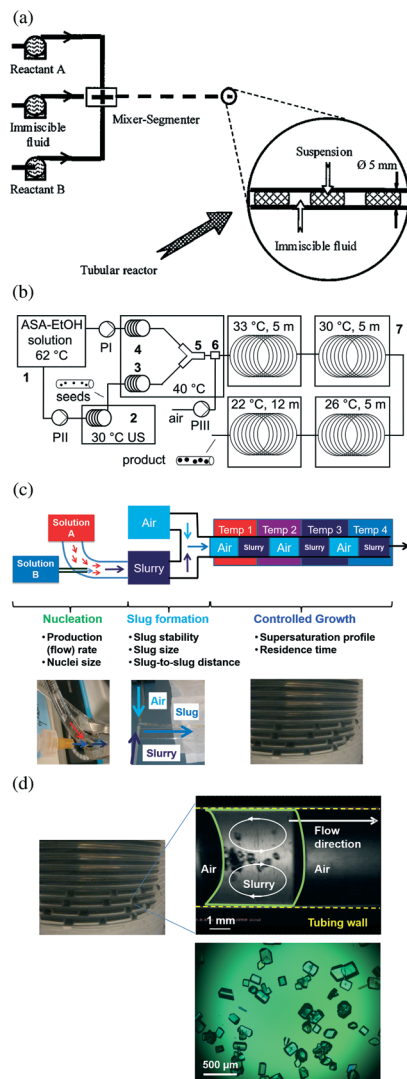 (a)
Reactant A
Immiscible
fluid
Reactant B
Mixer-Segmenter
Tubular reactor
Suspension
Ø 5 mm
Immiscible fluid
(b)
ASA-EtOH
solution
62 °C
1
PI
4
3
5
6
40 °C
seeds
PII
2
30 °C US
air
PIII
product
33 °C, 5 m
30 °C, 5 m
7
22 °C, 12 m
26 °C, 5 m
(c)
Solution
A
Solution
B
Air
Slurry
Temp 1
Temp 2
Temp 3
Temp 4
Air
Slurry
Air
Slurry
Air
Slurry
Nucleation
• Production
(flow) rate
• Nuclei size
Slug formation
• Slug stability
• Slug size
• Slug-to-slug distance
Controlled Growth
• Supersaturation profile
• Residence time
Air
Slug
Slurry
(d)
Flow
direction
Air
Slurry
Air
1 mm
Tubing wall
500 µm